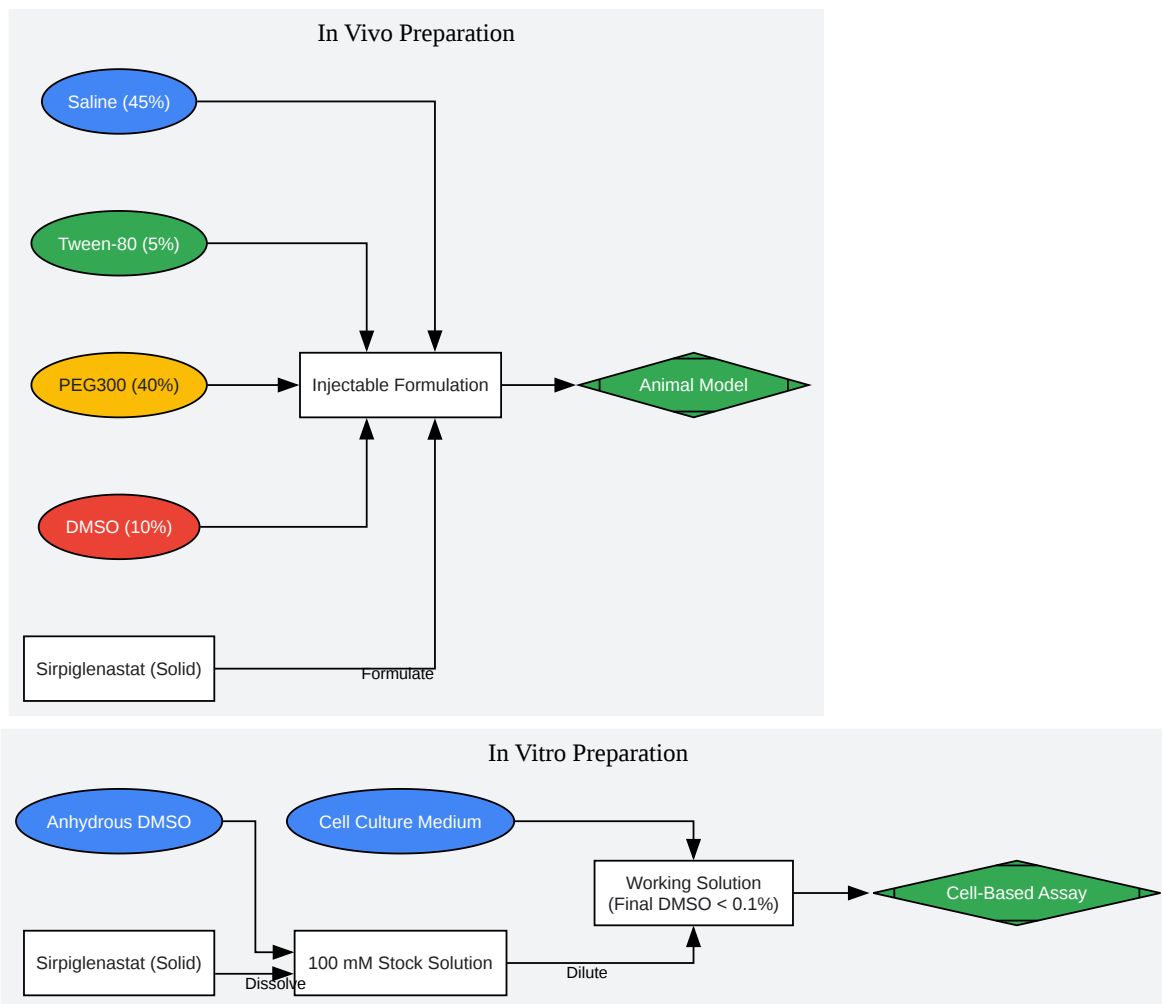 In Vivo Preparation
Saline (45%)
Tween-80 (5%)
PEG300 (40%)
Injectable Formulation
Animal Model
DMSO (10%)
Sirpiglenastat (Solid)
Formulate
In Vitro Preparation
Anhydrous DMSO
Cell Culture Medium
Working Solution
(Final DMSO < 0.1%)
Cell-Based Assay
Sirpiglenastat (Solid)
Dissolve
100 mM Stock Solution
Dilute